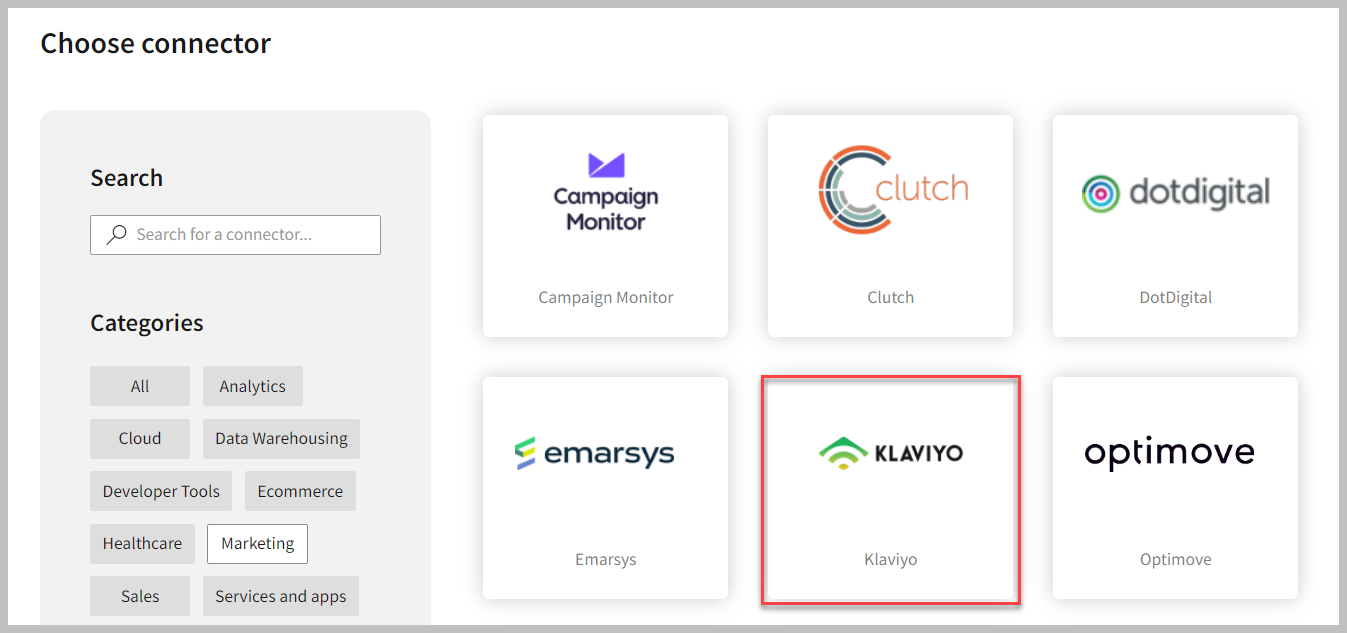 Choose connector
Search
Search for a connector...
Categories
All
Analytics
Cloud
Data Warehousing
Developer Tools
Ecommerce
Healthcare
Marketing
Sales
Services and apps
Campaign
Monitor
Campaign Monitor
clutch
Clutch
dotdigital
DotDigital
emarsys
Emarsys
KLAVIYO
Klaviyo
optimove
Optimove